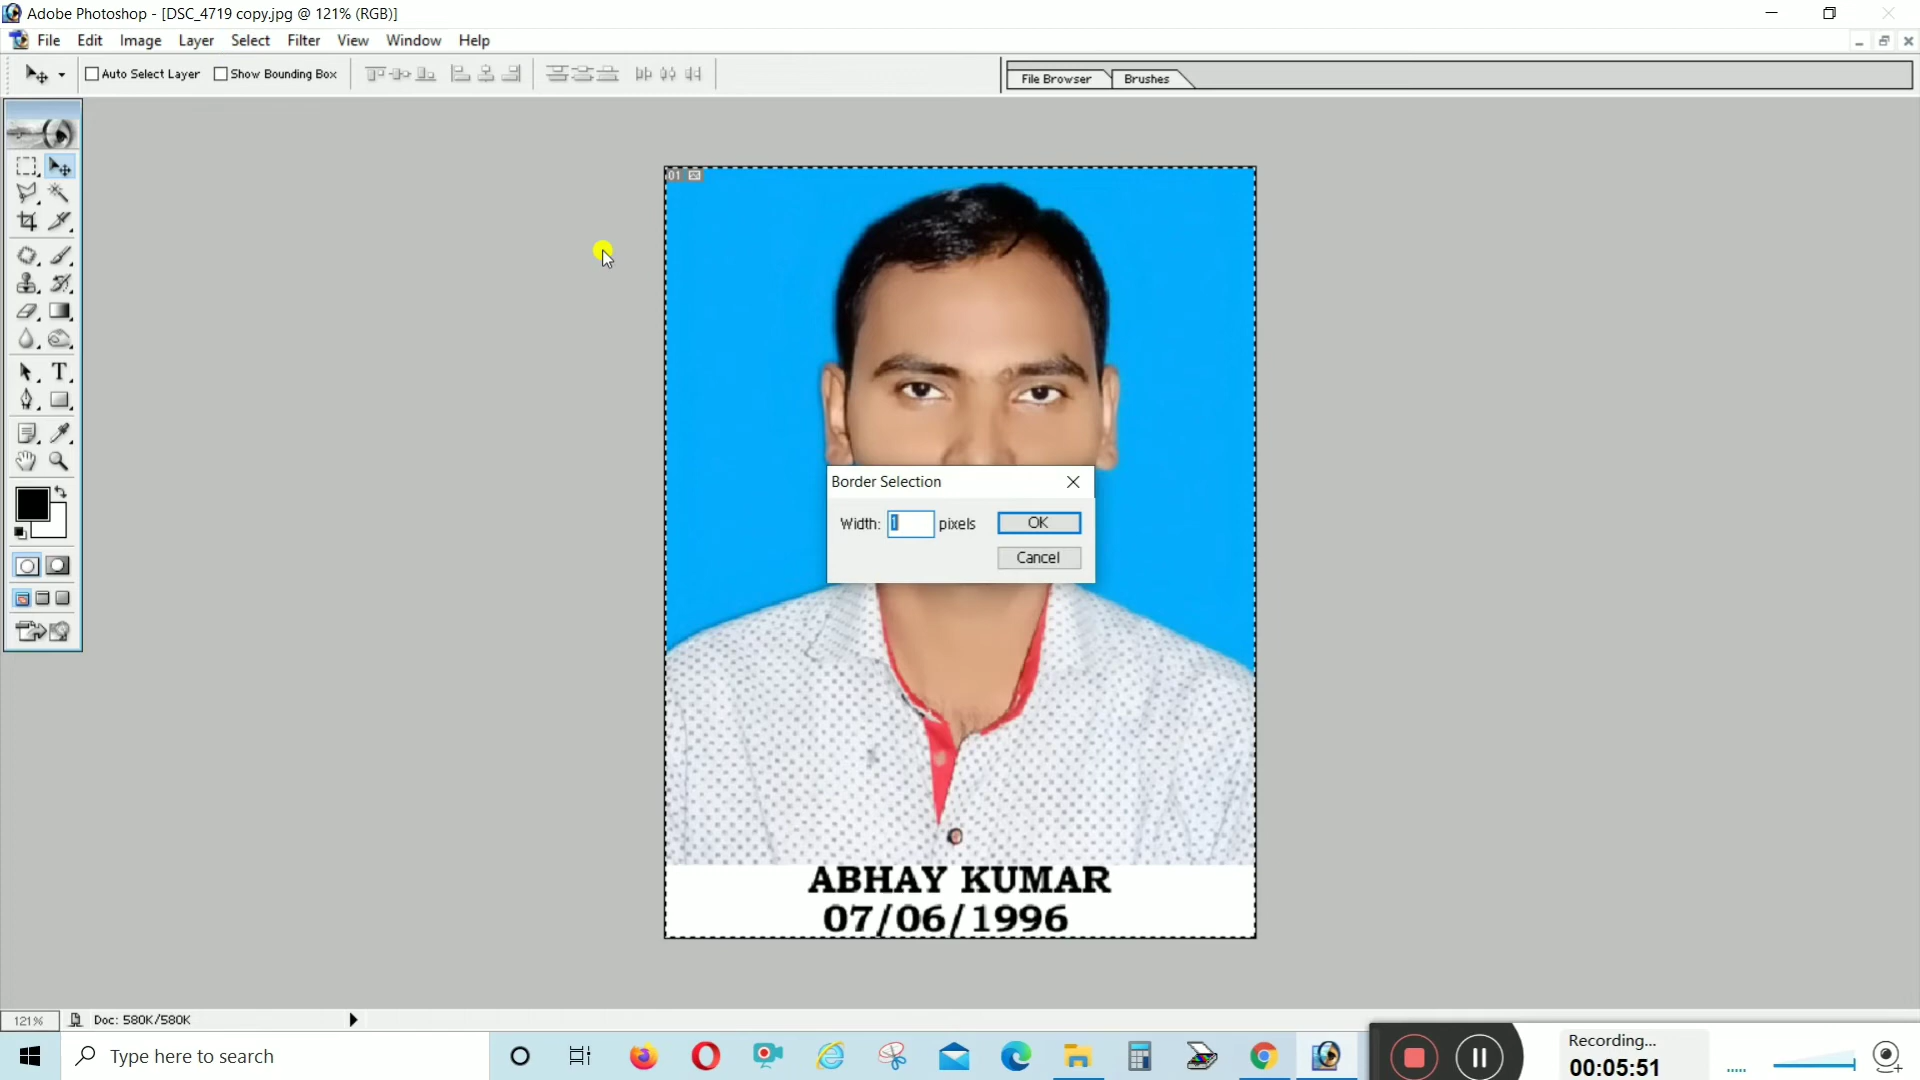 Adobe Photoshop - [DSC_4719 copy.jpg @ 121% (RGB)]
File Edit Image Layer Select Filter View Window Help
Auto Select Layer Show Bounding Box File Browser Brushes
01
Border Selection
Width: 1 pixels OK
Cancel
ABHAY KUMAR
07/06/1996
121% Doc: 580K/580K
Type here to search
Recording...
00:05:51